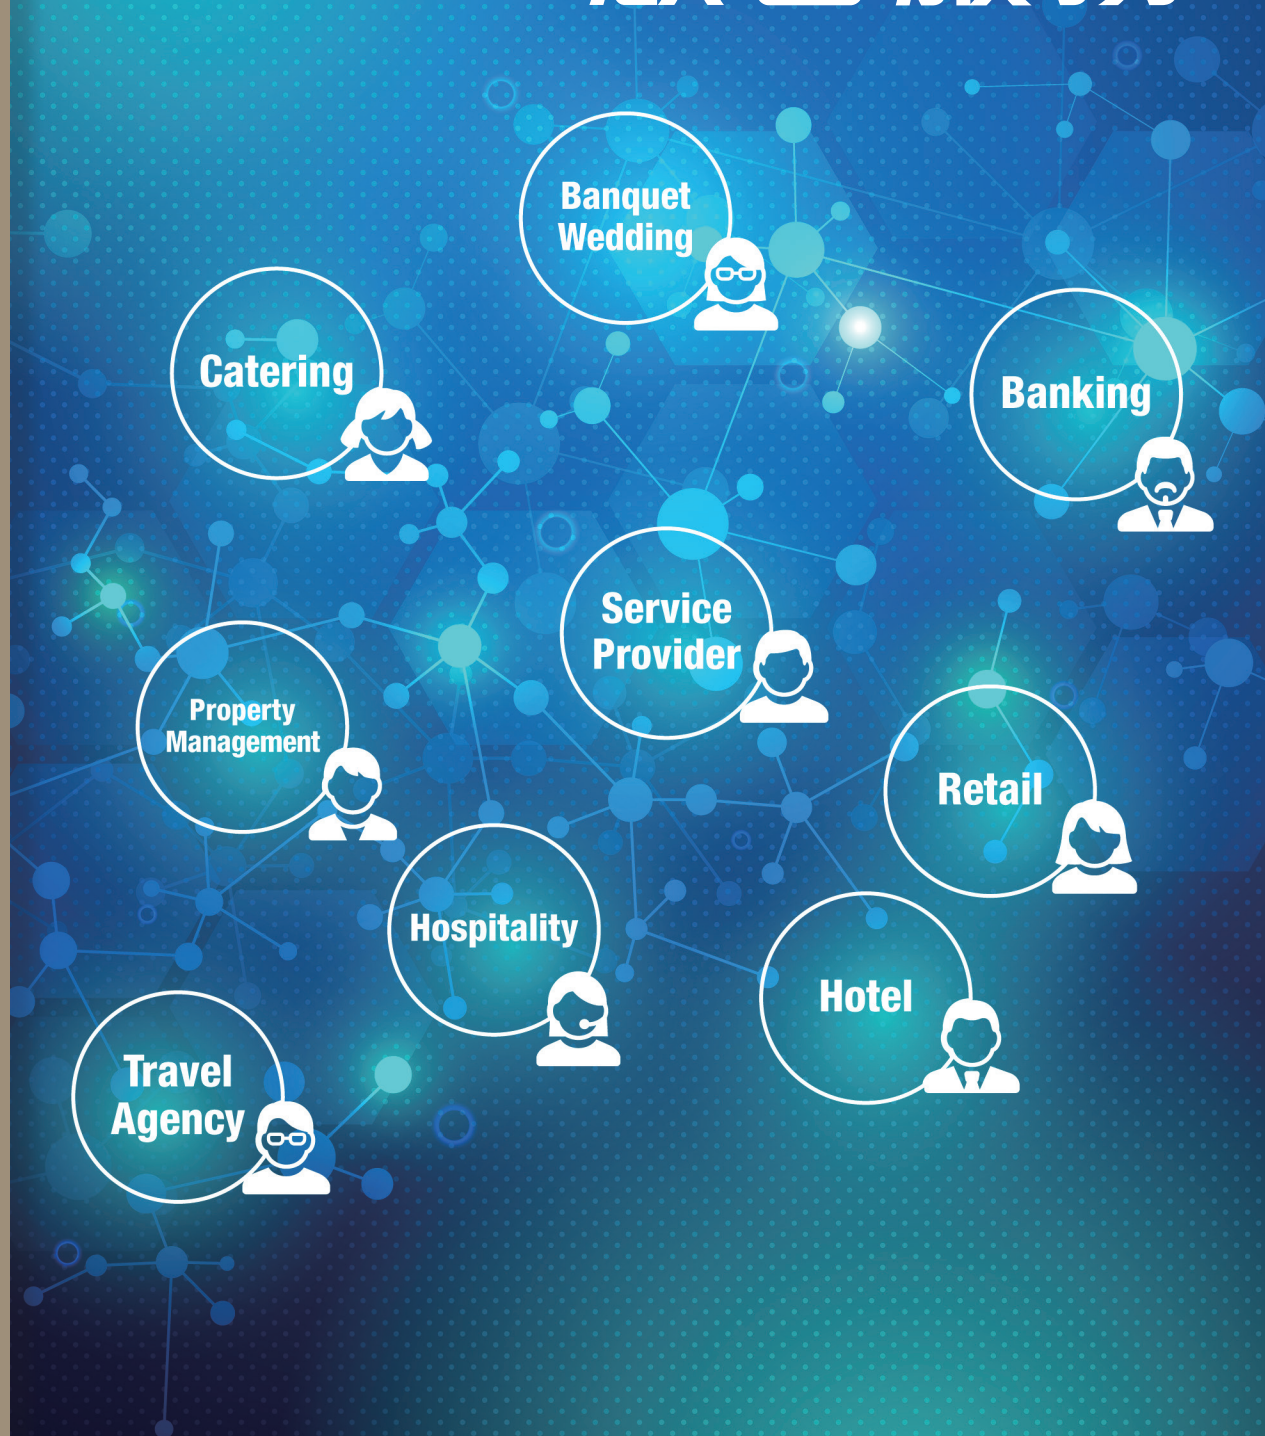 Banquet
Wedding
Catering
Banking
Service
Provider
Property
Management
Retail
Hospitality
Hotel
Travel
Agency